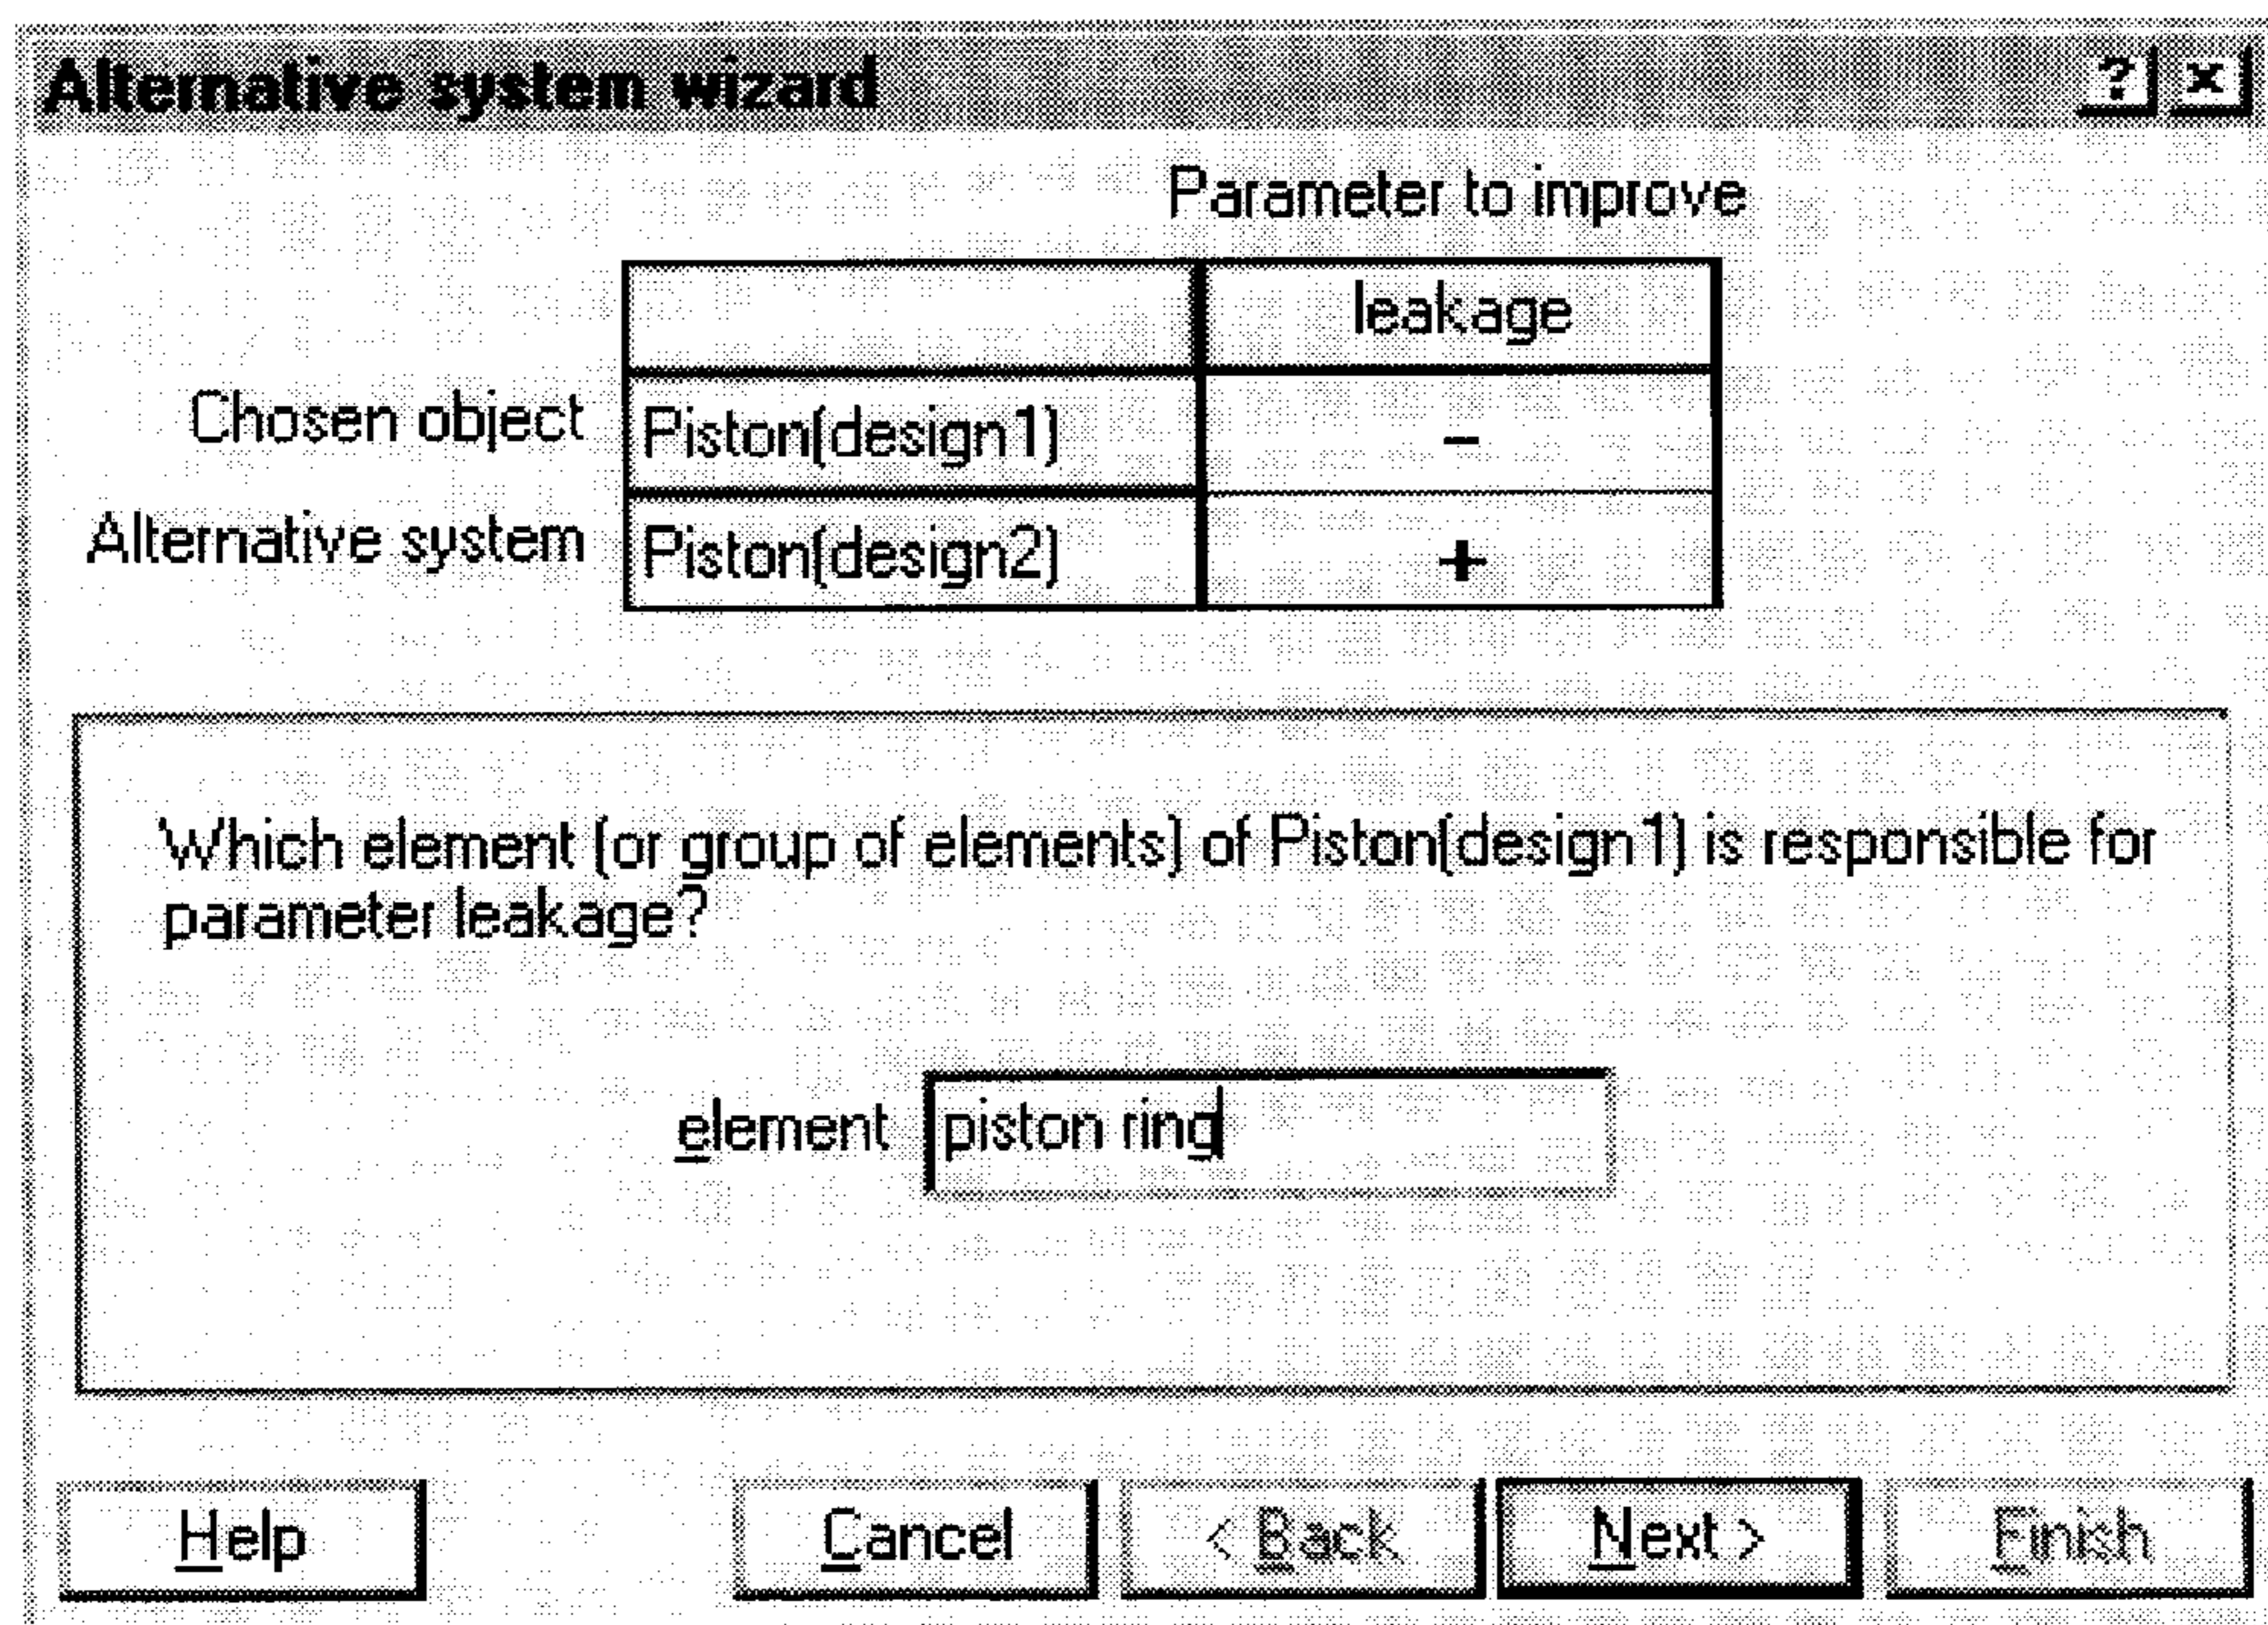 Alternative system wizard ? x
Parameter to improve
leakage
Chosen object Piston(design1) -
Alternative system Piston(design2) +
Which element (or group of elements) of Piston(design1) is responsible for
parameter leakage?
element piston ring
Help Cancel < Back Next > Finish